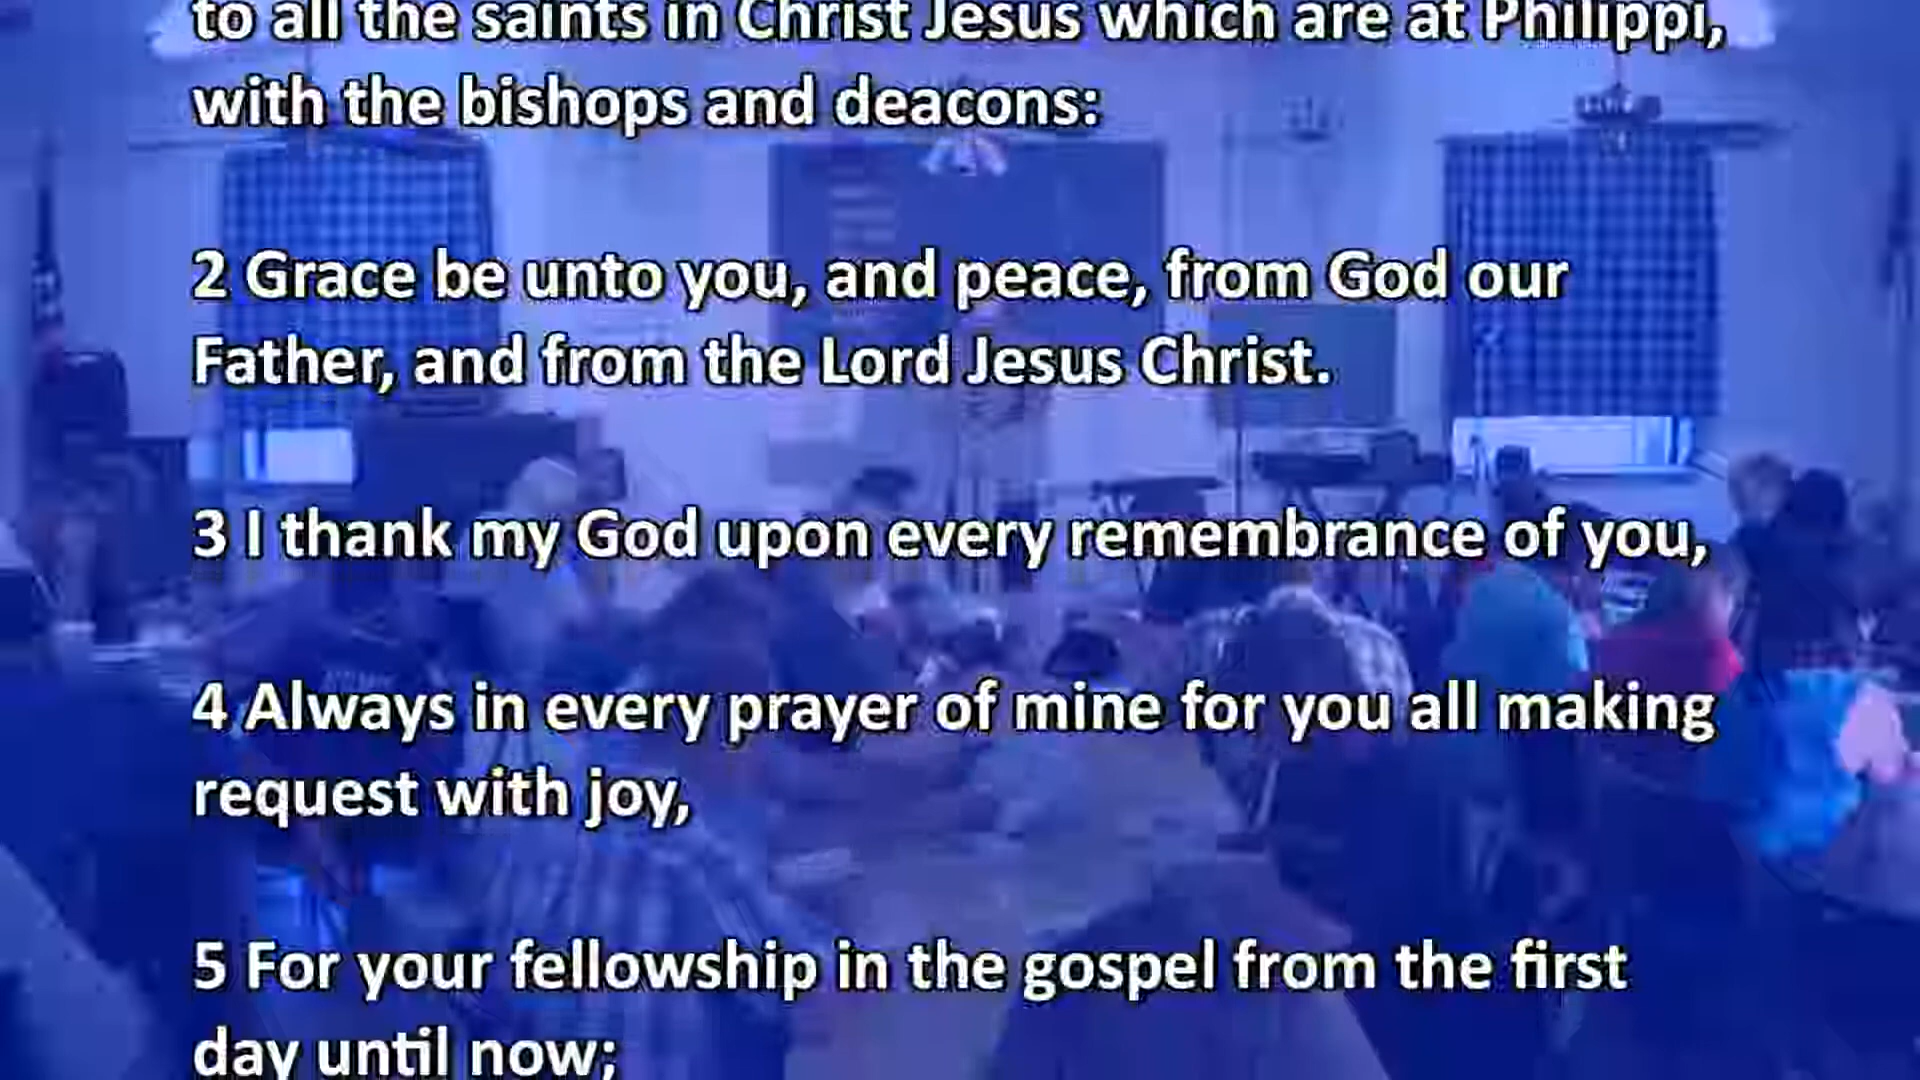 to all the saints in Christ Jesus which are at Philippi,
with the bishops and deacons:
2 Grace be unto you, and peace, from God our
Father, and from the Lord Jesus Christ.
3 I thank my God upon every remembrance of you,
4 Always in every prayer of mine for you all making
request with joy,
5 For your fellowship in the gospel from the first
day until now;